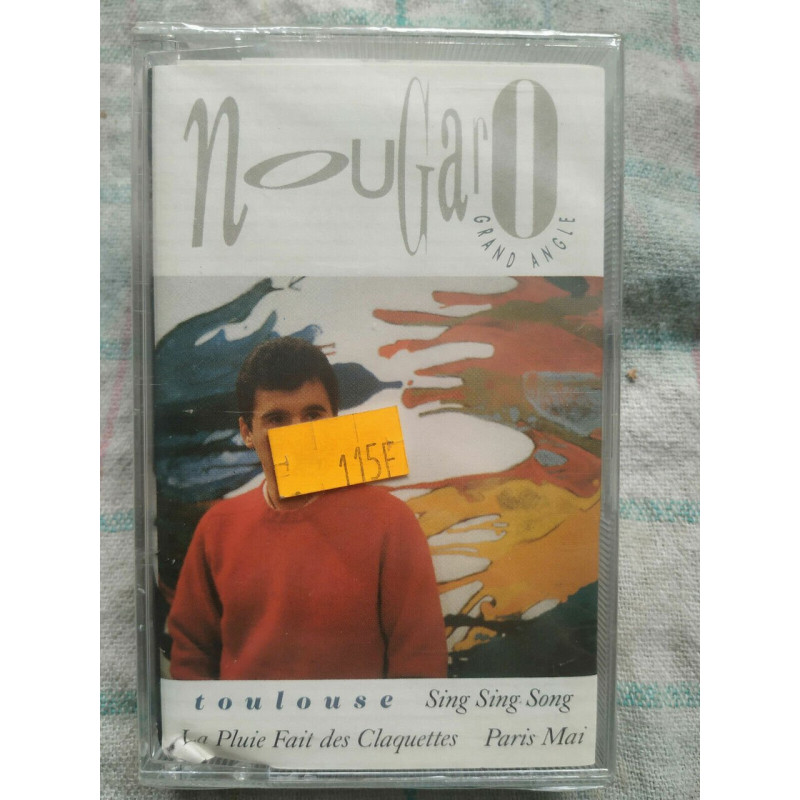 nouGarO
GRAND ANGLE
115F
toulouse Sing Sing Song
La Pluie Fait des Claquettes Paris Mai